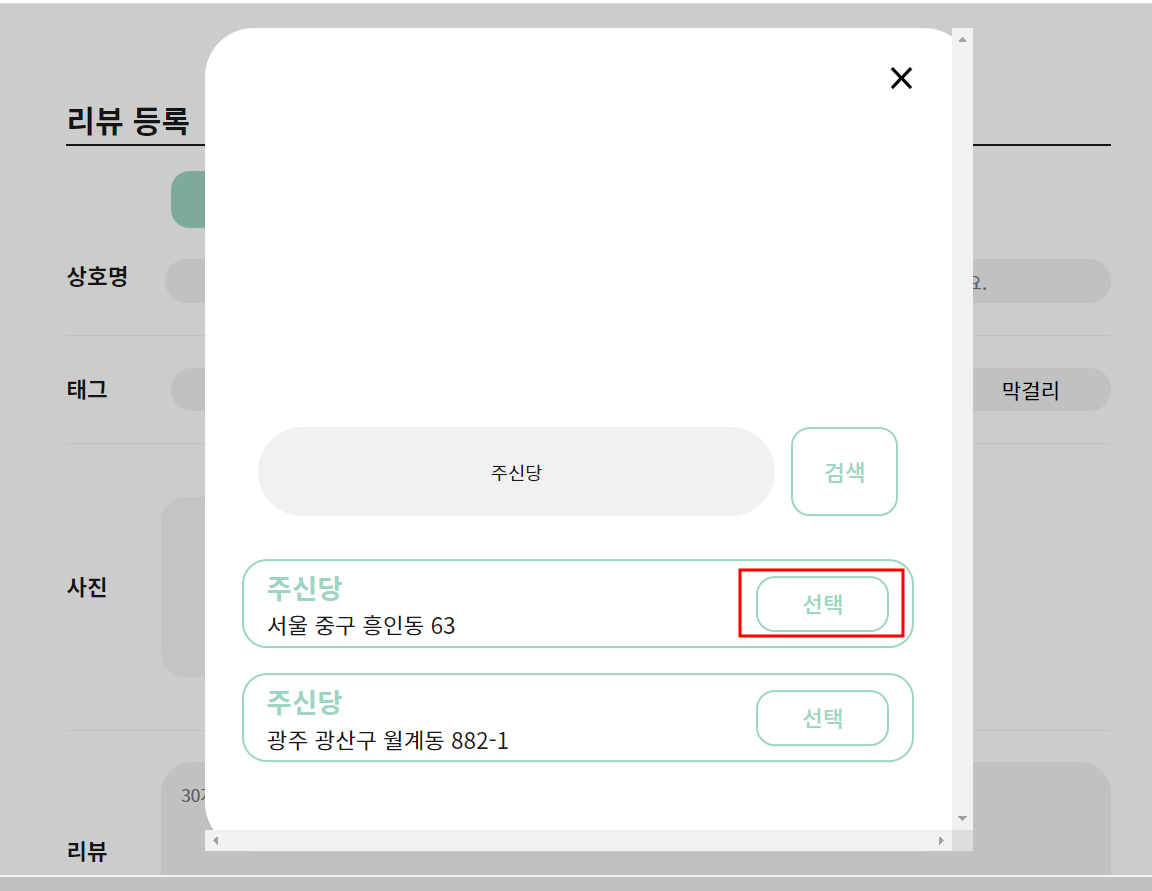 리뷰 등록
상호명
요.
태그
막걸리
주신당
검색
사진
주신당
서울 중구 흥인동 63
선택
주신당
광주 광산구 월계동 882-1
선택
30
리뷰